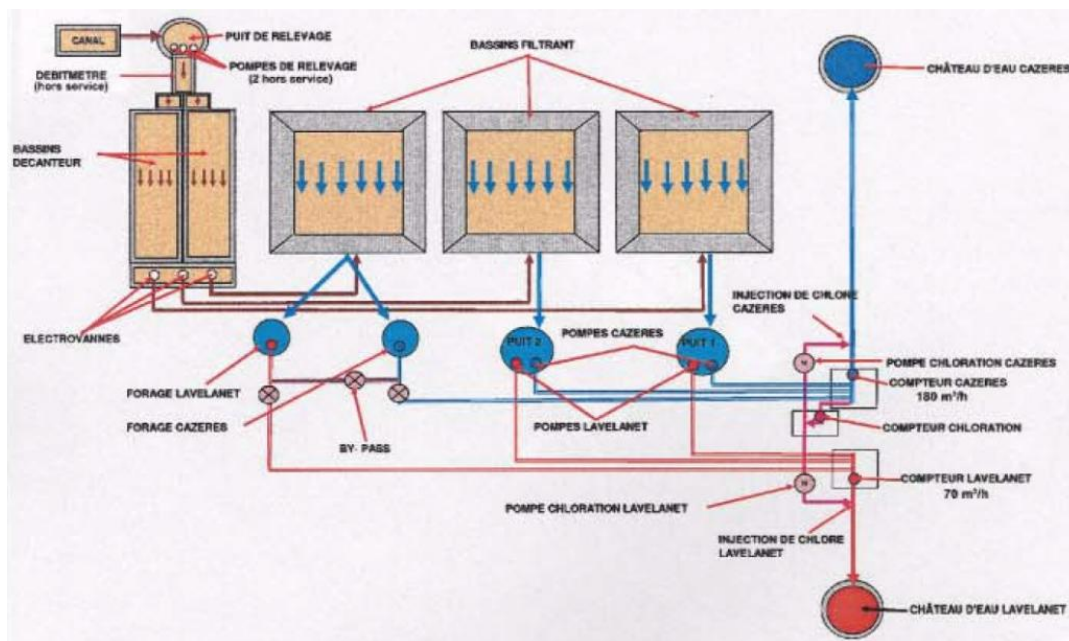 CANAL
PUIT DE RELEVAGE
POMPES DE RELEVAGE
(2 hors service)
DEBITMETRE
(hors service)
BASSINS FILTRANT
CHÂTEAU D'EAU CAZERES
BASSINS
DECANTEUR
ELECTROVANNES
INJECTION DE CHLORE
CAZERES
PUIT 2
POMPES CAZERES
PUIT 1
POMPE CHLORATION CAZERES
FORAGE LAVELANET
COMPTEUR CAZERES
180 m³/h
FORAGE CAZERES
POMPES LAVELANET
COMPTEUR CHLORATION
BY- PASS
COMPTEUR LAVELANET
70 m³/h
POMPE CHLORATION LAVELANET
INJECTION DE CHLORE
LAVELANET
CHÂTEAU D'EAU LAVELANET